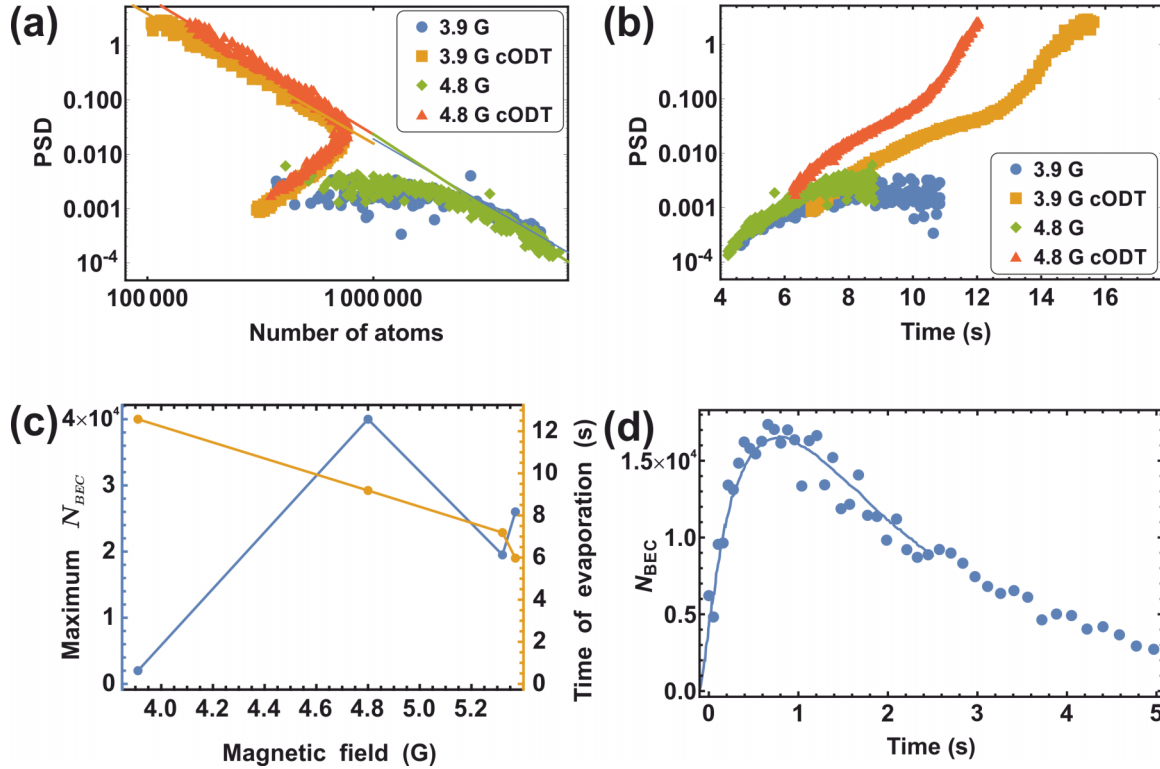 (a)
PSD
1
0.100
0.010
0.001
10⁻⁴
100 000
1 000 000
Number of atoms
3.9 G
3.9 G cODT
4.8 G
4.8 G cODT
(b)
PSD
1
0.100
0.010
0.001
10⁻⁴
4 6 8 10 12 14 16
Time (s)
3.9 G
3.9 G cODT
4.8 G
4.8 G cODT
(c)
Maximum N_BEC
4×10⁴
3
2
1
0
4.0 4.2 4.4 4.6 4.8 5.0 5.2
Magnetic field (G)
12
10
8
6
4
2
0
Time of evaporation (s)
(d)
N_BEC
1.5×10⁴
1.0
0.5
0.0
0 1 2 3 4 5
Time (s)